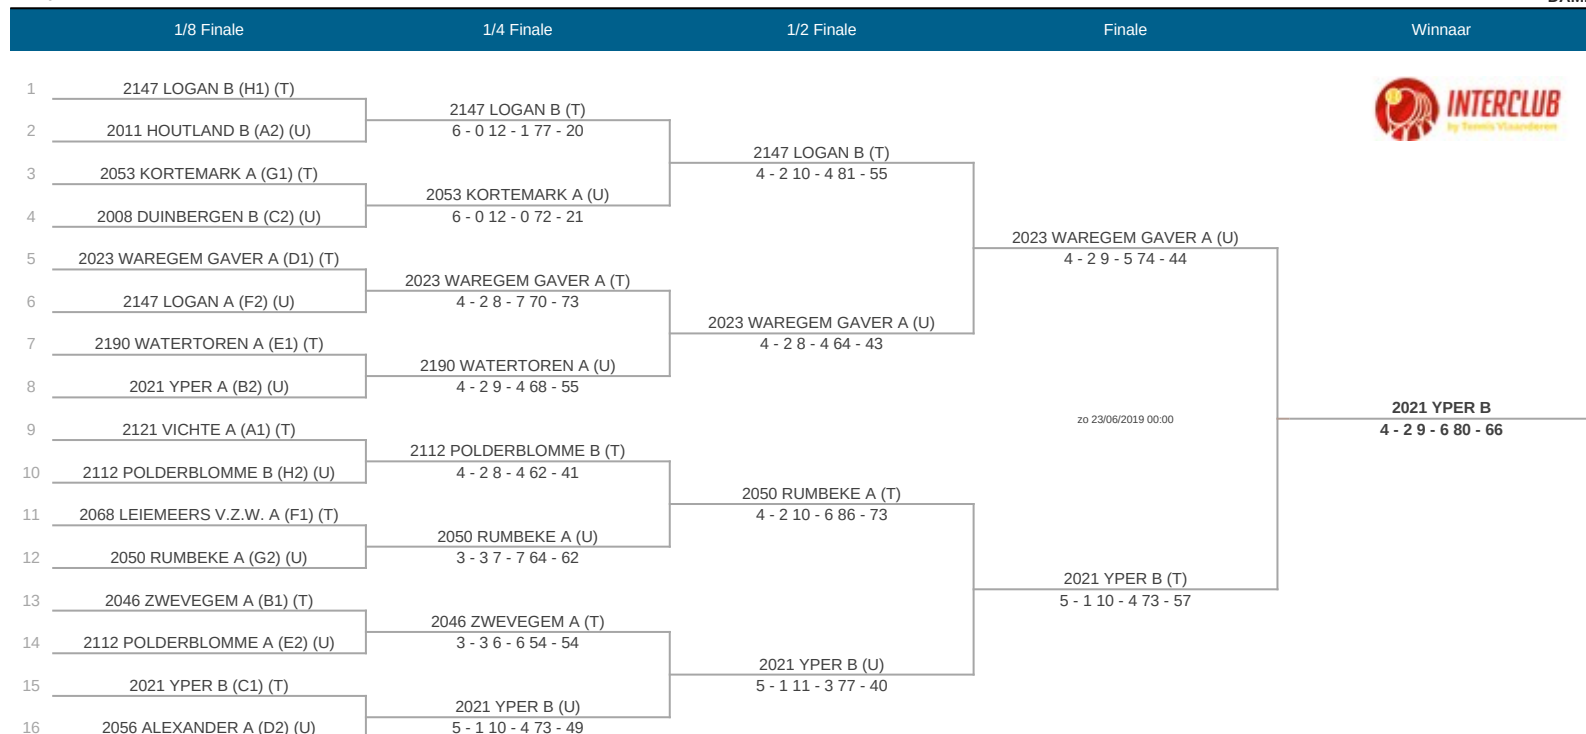 1/8 Finale 1/4 Finale 1/2 Finale Finale Winnaar
INTERCLUB
by Tennis Vlaanderen
1 2147 LOGAN B (H1) (T)
2147 LOGAN B (T)
2 2011 HOUTLAND B (A2) (U)
6 - 0 12 - 1 77 - 20
2147 LOGAN B (T)
4 - 2 10 - 4 81 - 55
3 2053 KORTEMARK A (G1) (T)
2053 KORTEMARK A (U)
4 2008 DUINBERGEN B (C2) (U)
6 - 0 12 - 0 72 - 21
2023 WAREGEM GAVER A (U)
4 - 2 9 - 5 74 - 44
5 2023 WAREGEM GAVER A (D1) (T)
2023 WAREGEM GAVER A (T)
6 2147 LOGAN A (F2) (U)
4 - 2 8 - 7 70 - 73
2023 WAREGEM GAVER A (U)
4 - 2 8 - 4 64 - 43
7 2190 WATERTOREN A (E1) (T)
2190 WATERTOREN A (U)
8 2021 YPER A (B2) (U)
4 - 2 9 - 4 68 - 55
2021 YPER B
zo 23/06/2019 00:00
4 - 2 9 - 6 80 - 66
9 2121 VICHTE A (A1) (T)
2112 POLDERBLOMME B (T)
10 2112 POLDERBLOMME B (H2) (U)
4 - 2 8 - 4 62 - 41
2050 RUMBEKE A (T)
4 - 2 10 - 6 86 - 73
11 2068 LEIEMEERS V.Z.W. A (F1) (T)
2050 RUMBEKE A (U)
12 2050 RUMBEKE A (G2) (U)
3 - 3 7 - 7 64 - 62
2021 YPER B (T)
5 - 1 10 - 4 73 - 57
13 2046 ZWEVEGEM A (B1) (T)
2046 ZWEVEGEM A (T)
14 2112 POLDERBLOMME A (E2) (U)
3 - 3 6 - 6 54 - 54
2021 YPER B (U)
5 - 1 11 - 3 77 - 40
15 2021 YPER B (C1) (T)
2021 YPER B (U)
16 2056 ALEXANDER A (D2) (U)
5 - 1 10 - 4 73 - 49